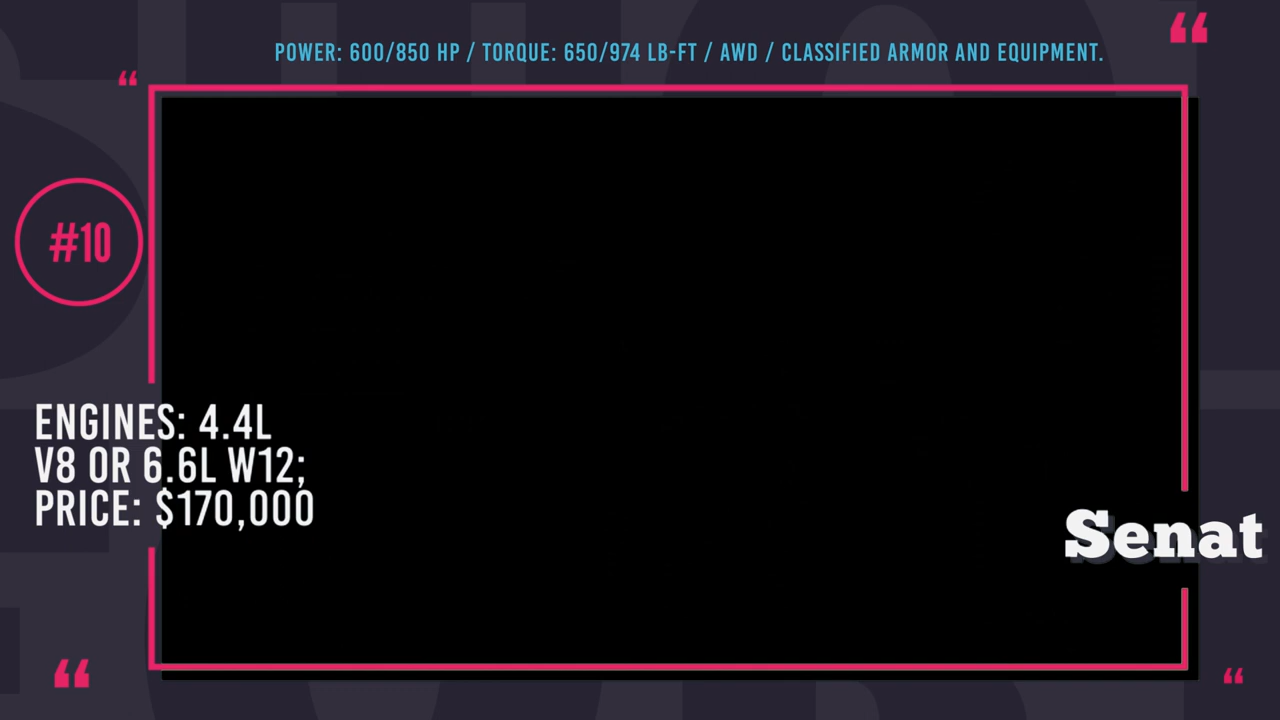 POWER: 600/850 HP / TORQUE: 650/974 LB-FT / AWD / CLASSIFIED ARMOR AND EQUIPMENT.
#10
ENGINES: 4.4L
V8 OR 6.6L W12;
PRICE: $170,000
Senat